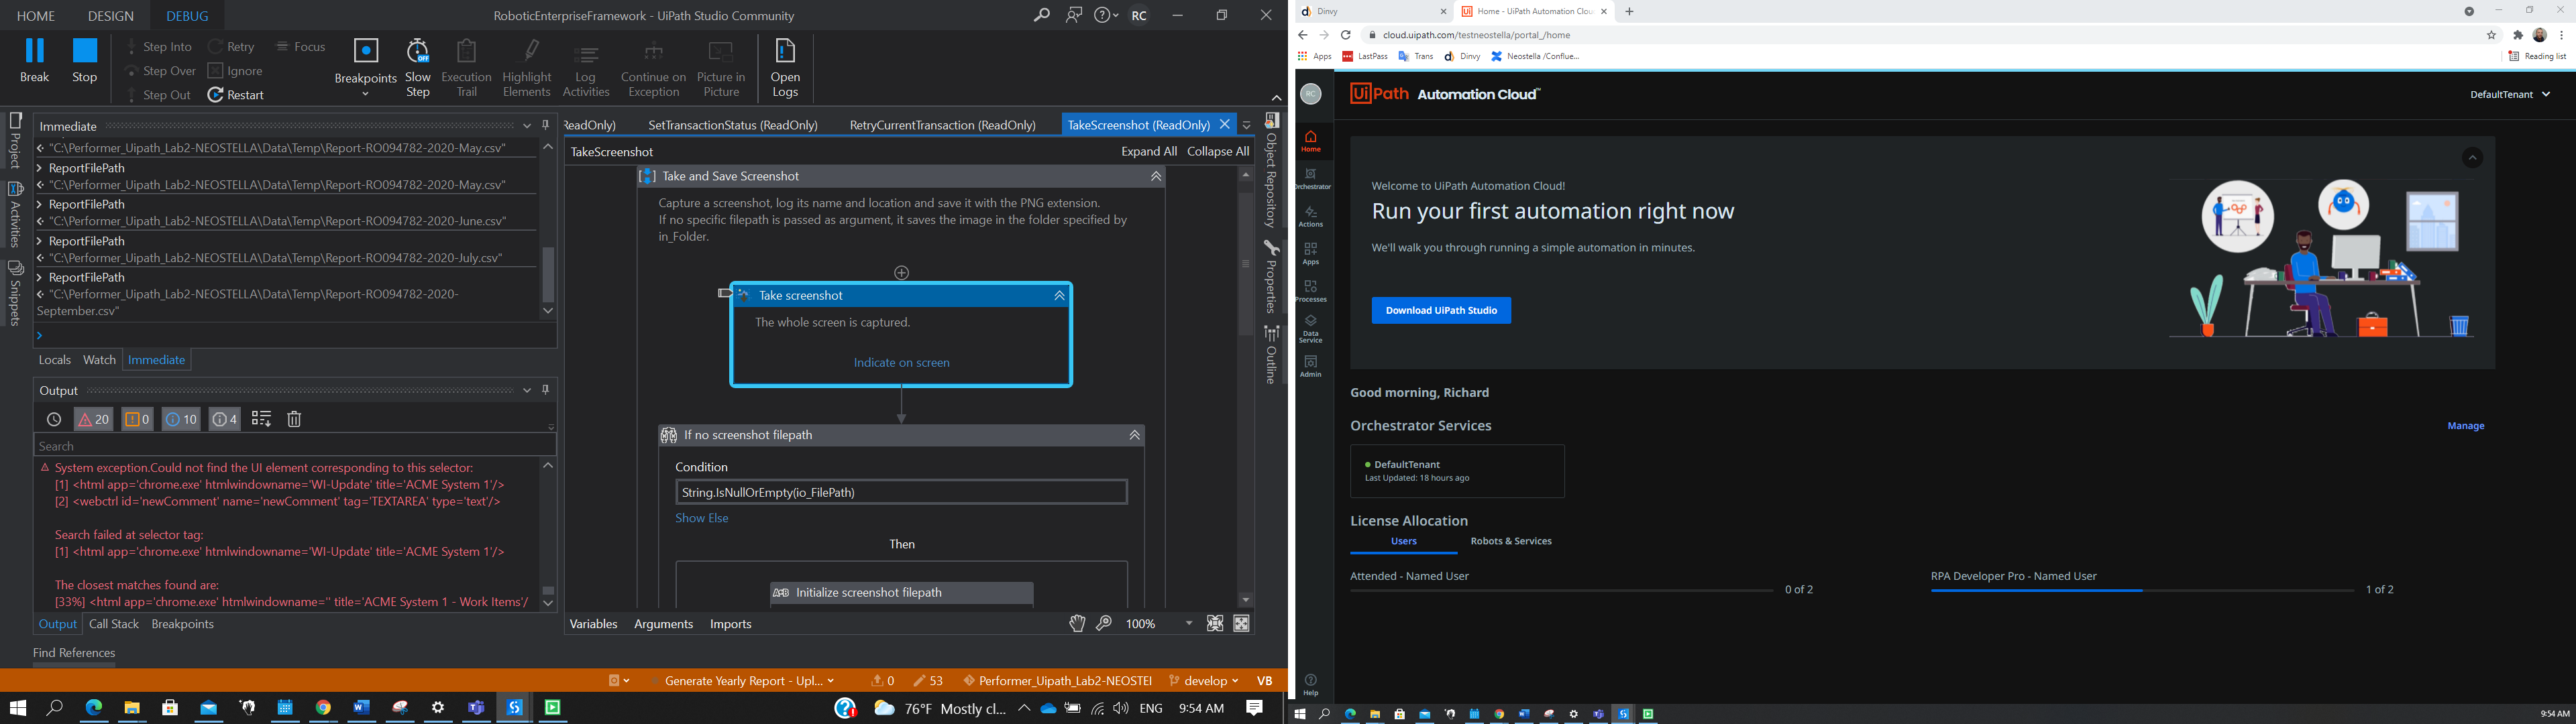 HOME DESIGN DEBUG
RoboticEnterpriseFramework - UiPath Studio Community
RC
Break
Stop
Step Into
Step Over
Step Out
Retry
Ignore
Restart
Focus
Breakpoints
Slow Step
OFF
Execution Trail
Highlight Elements
Log Activities
Continue on Exception
Picture in Picture
Open Logs
Project
Activities
Snippets
Immediate
"C:\Performer_Uipath_Lab2-NEOSTELLA\Data\Temp\Report-RO094782-2020-May.csv"
ReportFilePath
"C:\Performer_Uipath_Lab2-NEOSTELLA\Data\Temp\Report-RO094782-2020-May.csv"
ReportFilePath
"C:\Performer_Uipath_Lab2-NEOSTELLA\Data\Temp\Report-RO094782-2020-June.csv"
ReportFilePath
"C:\Performer_Uipath_Lab2-NEOSTELLA\Data\Temp\Report-RO094782-2020-July.csv"
ReportFilePath
"C:\Performer_Uipath_Lab2-NEOSTELLA\Data\Temp\Report-RO094782-2020-
September.csv"
Locals Watch Immediate
Output
20 0 10 4
Search
System exception.Could not find the UI element corresponding to this selector:
[1] <html app='chrome.exe' htmlwindowname='WI-Update' title='ACME System 1'/>
[2] <webctrl id='newComment' name='newComment' tag='TEXTAREA' type='text'/>
Search failed at selector tag:
[1] <html app='chrome.exe' htmlwindowname='WI-Update' title='ACME System 1'/>
The closest matches found are:
[33%] <html app='chrome.exe' htmlwindowname='' title='ACME System 1 - Work Items'/
Output Call Stack Breakpoints
Find References
ReadOnly) SetTransactionStatus (ReadOnly) RetryCurrentTransaction (ReadOnly) TakeScreenshot (ReadOnly)
TakeScreenshot
Expand All Collapse All
Take and Save Screenshot
Capture a screenshot, log its name and location and save it with the PNG extension.
If no specific filepath is passed as argument, it saves the image in the folder specified by
in_Folder.
Take screenshot
The whole screen is captured.
Indicate on screen
If no screenshot filepath
Condition
String.IsNullOrEmpty(io_FilePath)
Show Else
Then
A+B Initialize screenshot filepath
Variables Arguments Imports
100%
Object Repository
Properties
Outline
Generate Yearly Report - Upl...
0 53 Performer_Uipath_Lab2-NEOSTEI develop VB
76°F Mostly cl... ENG 9:54 AM
Dinvy
Home - UiPath Automation Clou
cloud.uipath.com/testneostella/portal_/home
Apps LastPass Trans Dinvy Neostella /Conflue...
Reading list
RC
UiPath Automation Cloud™
DefaultTenant
Home
Orchestrator
Actions
Apps
Processes
Data Service
Admin
Help
Welcome to UiPath Automation Cloud!
Run your first automation right now
We'll walk you through running a simple automation in minutes.
Download UiPath Studio
Good morning, Richard
Orchestrator Services
Manage
DefaultTenant
Last Updated: 18 hours ago
License Allocation
Users Robots & Services
Attended - Named User
0 of 2
RPA Developer Pro - Named User
1 of 2
9:54 AM